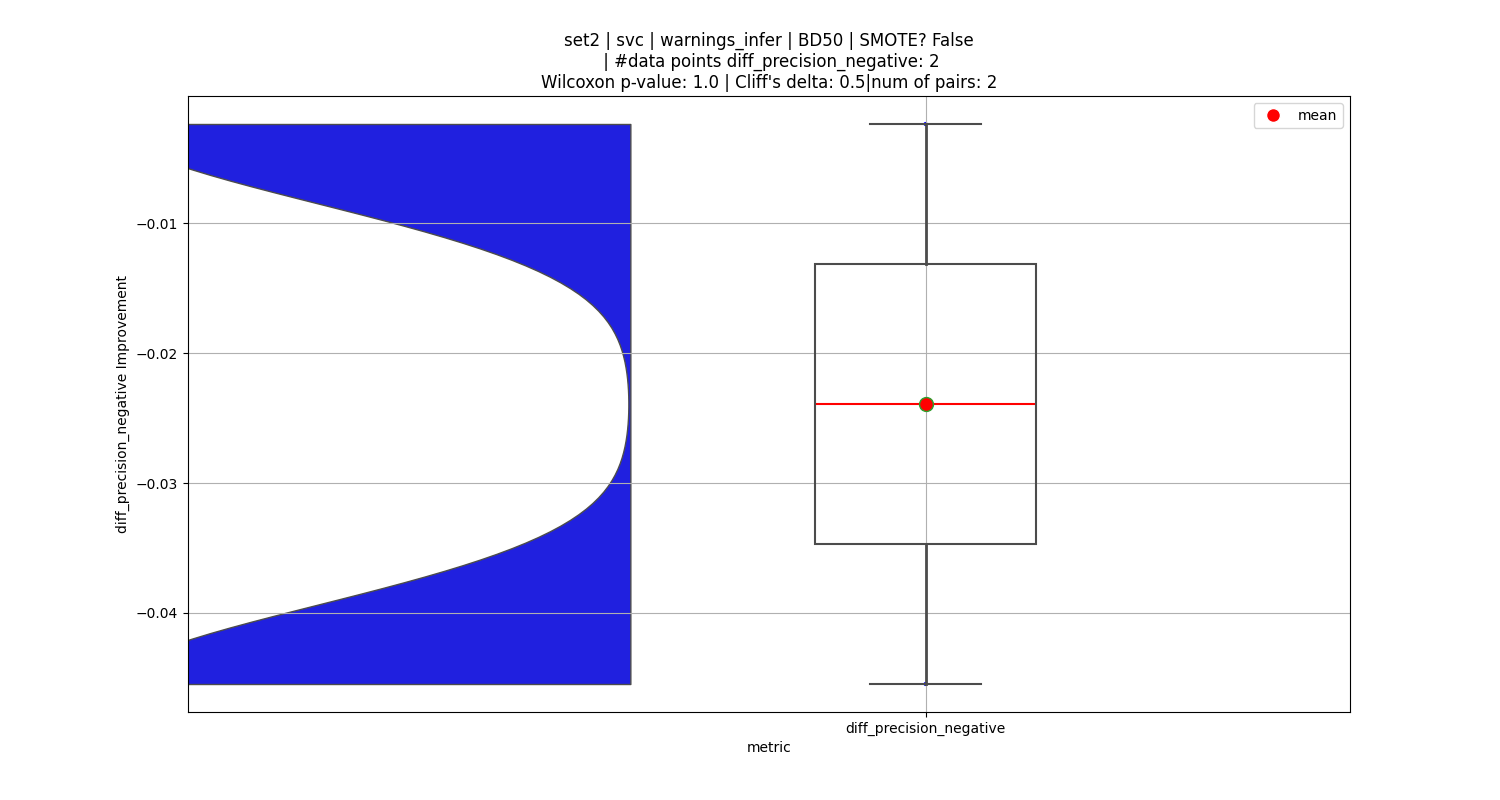 set2 | svc | warnings_infer | BD50 | SMOTE? False
| #data points diff_precision_negative: 2
Wilcoxon p-value: 1.0 | Cliff's delta: 0.5|num of pairs: 2
mean
−0.01
−0.02
−0.03
−0.04
diff_precision_negative Improvement
diff_precision_negative
metric